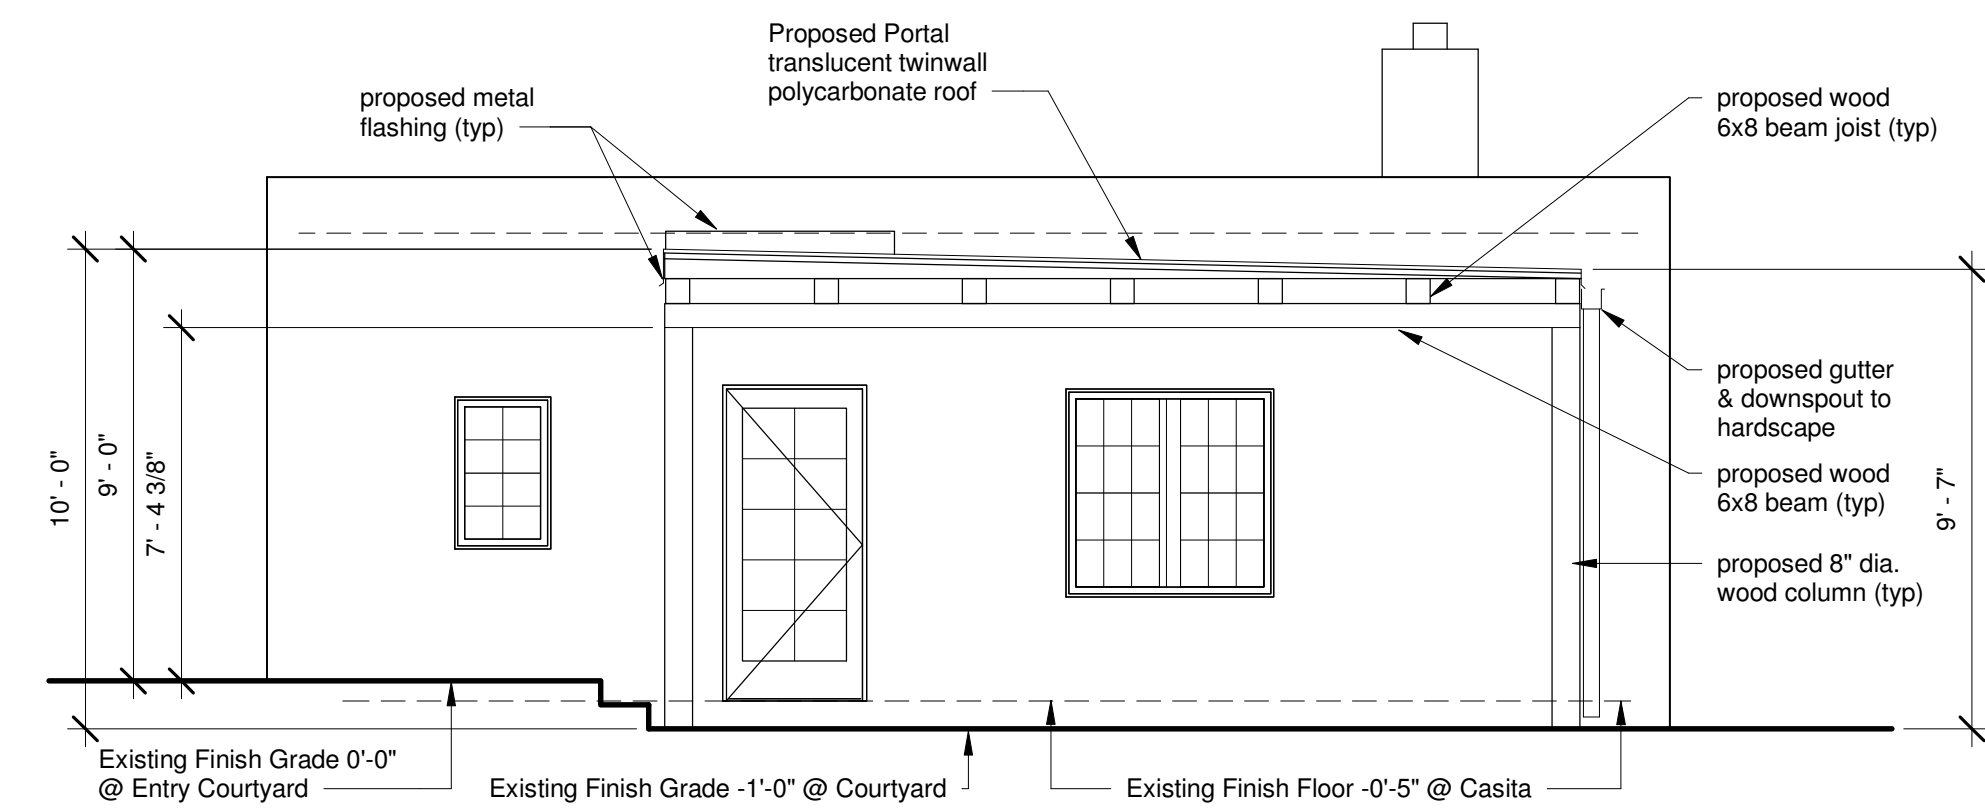 Proposed Portal
translucent twinwall
polycarbonate roof
proposed metal
flashing (typ)
proposed wood
6x8 beam joist (typ)
proposed gutter
& downspout to
hardscape
proposed wood
6x8 beam (typ)
proposed 8" dia.
wood column (typ)
10' - 0"
9' - 0"
7' - 4 3/8"
9' - 7"
Existing Finish Grade 0'-0"
@ Entry Courtyard
Existing Finish Grade -1'-0" @ Courtyard
Existing Finish Floor -0'-5" @ Casita